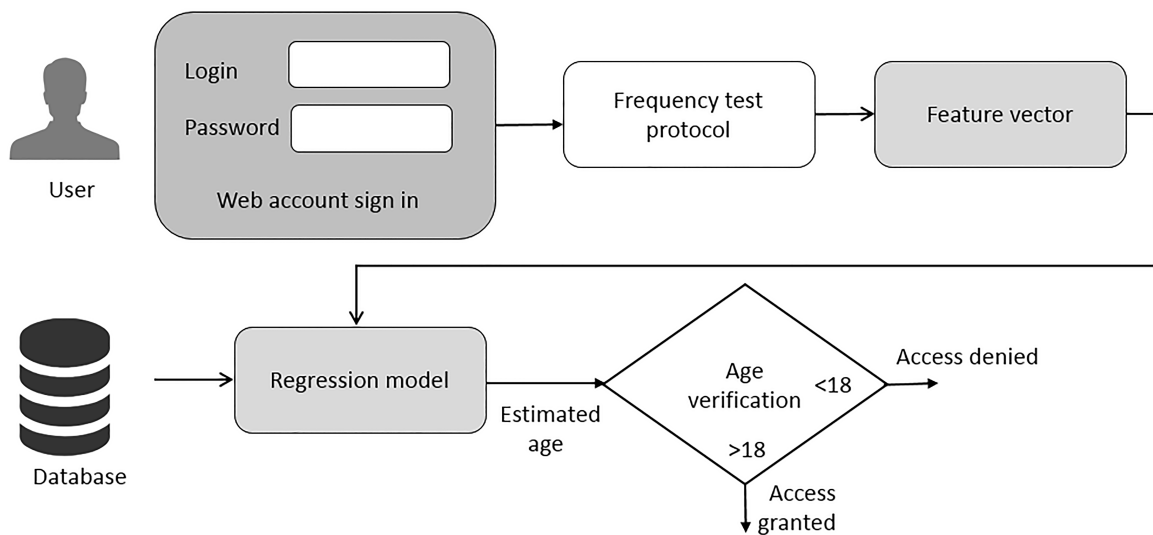 Login
Password
Web account sign in
User
Frequency test
protocol
Feature vector
Database
Regression model
Estimated
age
Age
verification
<18
>18
Access denied
Access
granted